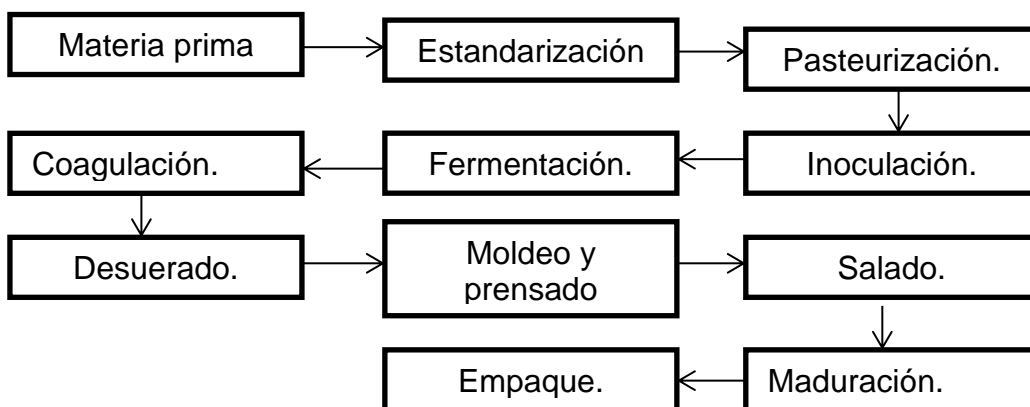 Materia prima
Estandarización
Pasteurización.
Inoculación.
Fermentación.
Coagulación.
Desuerado.
Moldeo y
prensado
Salado.
Maduración.
Empaque.